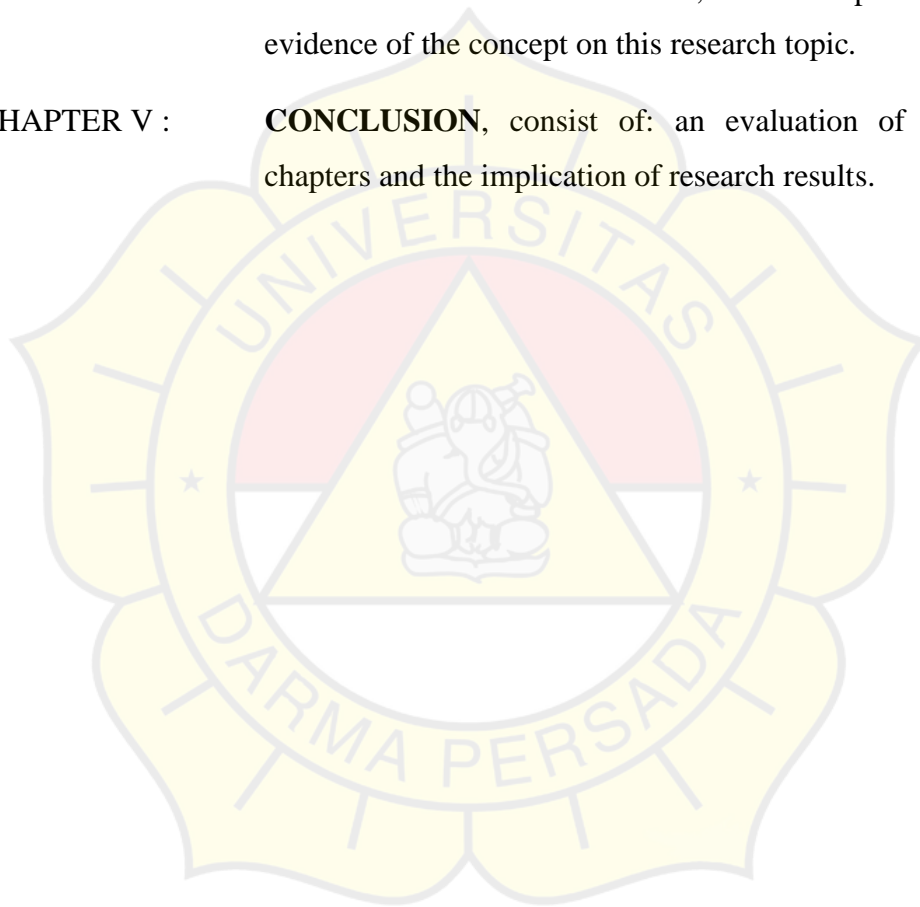 evidence of the concept on this research topic.
HAPTER V : CONCLUSION, consist of: an evaluation of
chapters and the implication of research results.
UNIVERSITAS
DARMA PERSADA